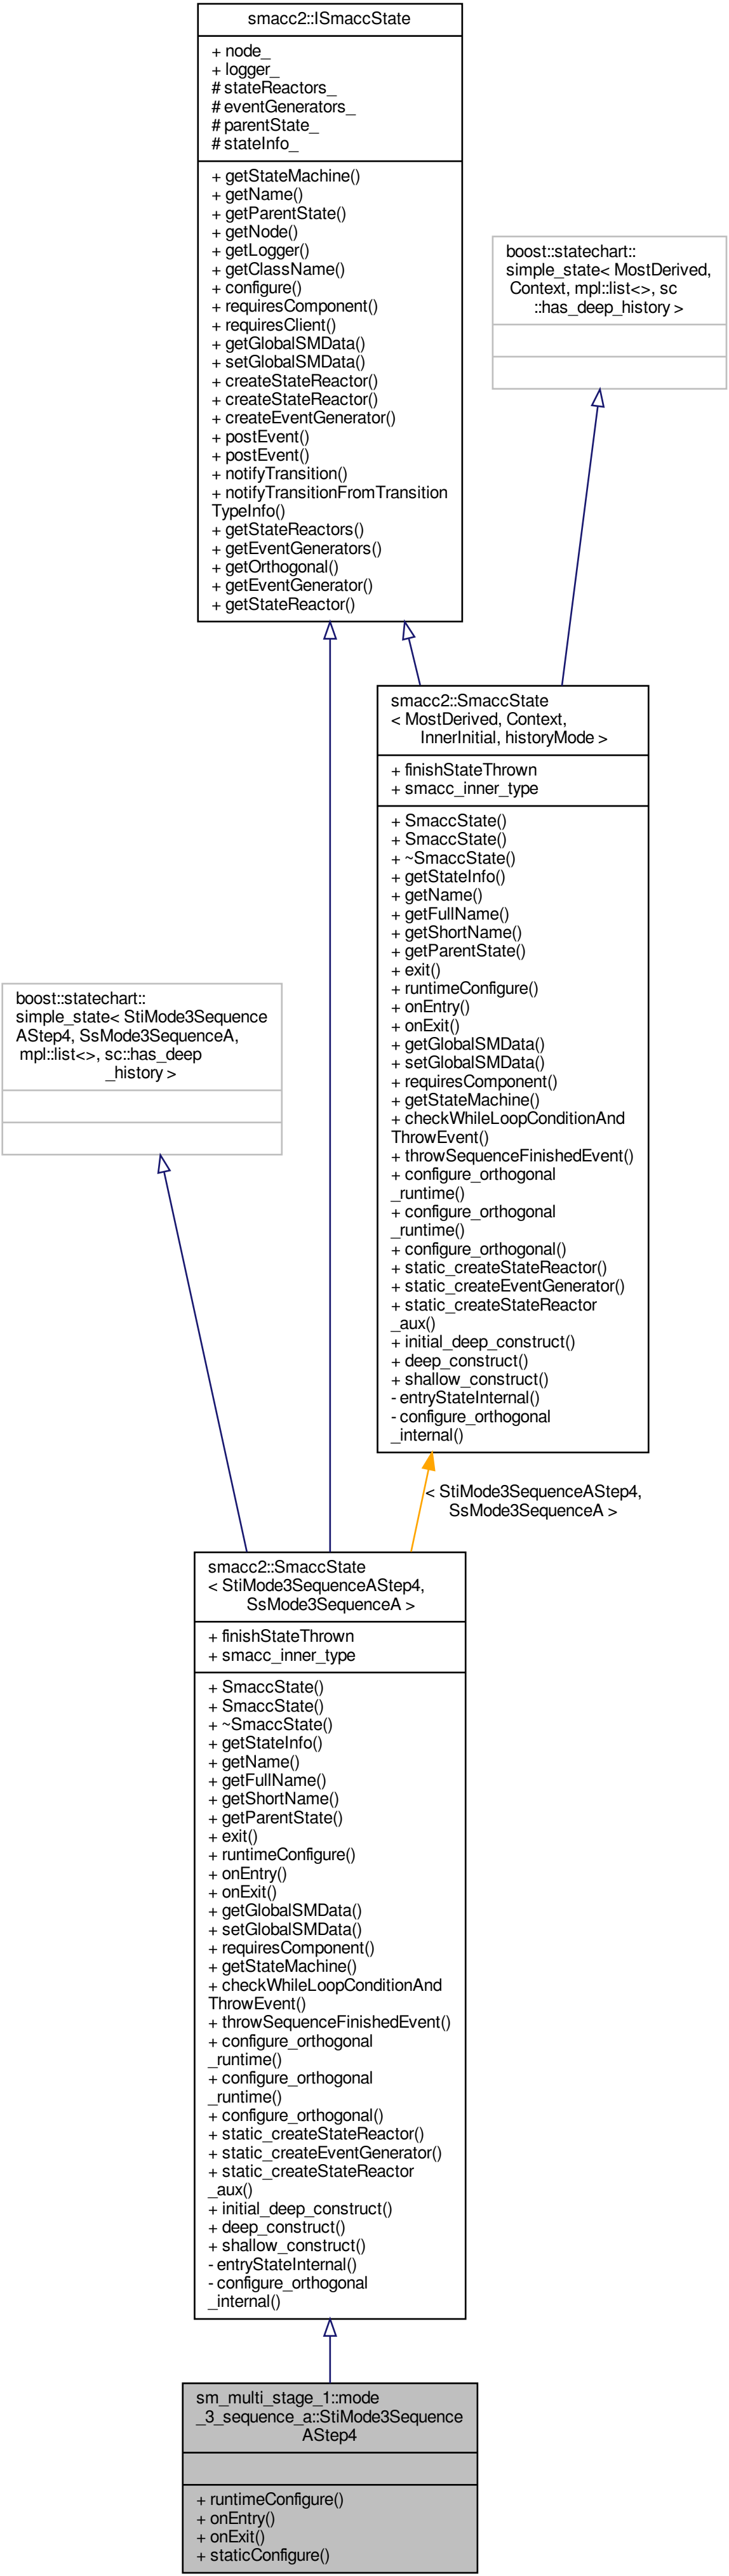 smacc2::ISmaccState
+ node_
+ logger_
# stateReactors_
# eventGenerators_
# parentState_
# stateInfo_
+ getStateMachine()
+ getName()
+ getParentState()
+ getNode()
+ getLogger()
+ getClassName()
+ configure()
+ requiresComponent()
+ requiresClient()
+ getGlobalSMData()
+ setGlobalSMData()
+ createStateReactor()
+ createStateReactor()
+ createEventGenerator()
+ postEvent()
+ postEvent()
+ notifyTransition()
+ notifyTransitionFromTransition
TypeInfo()
+ getStateReactors()
+ getEventGenerators()
+ getOrthogonal()
+ getEventGenerator()
+ getStateReactor()
boost::statechart::
simple_state< MostDerived,
Context, mpl::list<>, sc
::has_deep_history >
smacc2::SmaccState
< MostDerived, Context,
InnerInitial, historyMode >
+ finishStateThrown
+ smacc_inner_type
+ SmaccState()
+ SmaccState()
+ ~SmaccState()
+ getStateInfo()
+ getName()
+ getFullName()
+ getShortName()
+ getParentState()
+ exit()
+ runtimeConfigure()
+ onEntry()
+ onExit()
+ getGlobalSMData()
+ setGlobalSMData()
+ requiresComponent()
+ getStateMachine()
+ checkWhileLoopConditionAnd
ThrowEvent()
+ throwSequenceFinishedEvent()
+ configure_orthogonal
_runtime()
+ configure_orthogonal
_runtime()
+ configure_orthogonal()
+ static_createStateReactor()
+ static_createEventGenerator()
+ static_createStateReactor
_aux()
+ initial_deep_construct()
+ deep_construct()
+ shallow_construct()
- entryStateInternal()
- configure_orthogonal
_internal()
boost::statechart::
simple_state< StiMode3Sequence
AStep4, SsMode3SequenceA,
mpl::list<>, sc::has_deep
_history >
< StiMode3SequenceAStep4,
SsMode3SequenceA >
smacc2::SmaccState
< StiMode3SequenceAStep4,
SsMode3SequenceA >
+ finishStateThrown
+ smacc_inner_type
+ SmaccState()
+ SmaccState()
+ ~SmaccState()
+ getStateInfo()
+ getName()
+ getFullName()
+ getShortName()
+ getParentState()
+ exit()
+ runtimeConfigure()
+ onEntry()
+ onExit()
+ getGlobalSMData()
+ setGlobalSMData()
+ requiresComponent()
+ getStateMachine()
+ checkWhileLoopConditionAnd
ThrowEvent()
+ throwSequenceFinishedEvent()
+ configure_orthogonal
_runtime()
+ configure_orthogonal
_runtime()
+ configure_orthogonal()
+ static_createStateReactor()
+ static_createEventGenerator()
+ static_createStateReactor
_aux()
+ initial_deep_construct()
+ deep_construct()
+ shallow_construct()
- entryStateInternal()
- configure_orthogonal
_internal()
sm_multi_stage_1::mode
_3_sequence_a::StiMode3Sequence
AStep4
+ runtimeConfigure()
+ onEntry()
+ onExit()
+ staticConfigure()